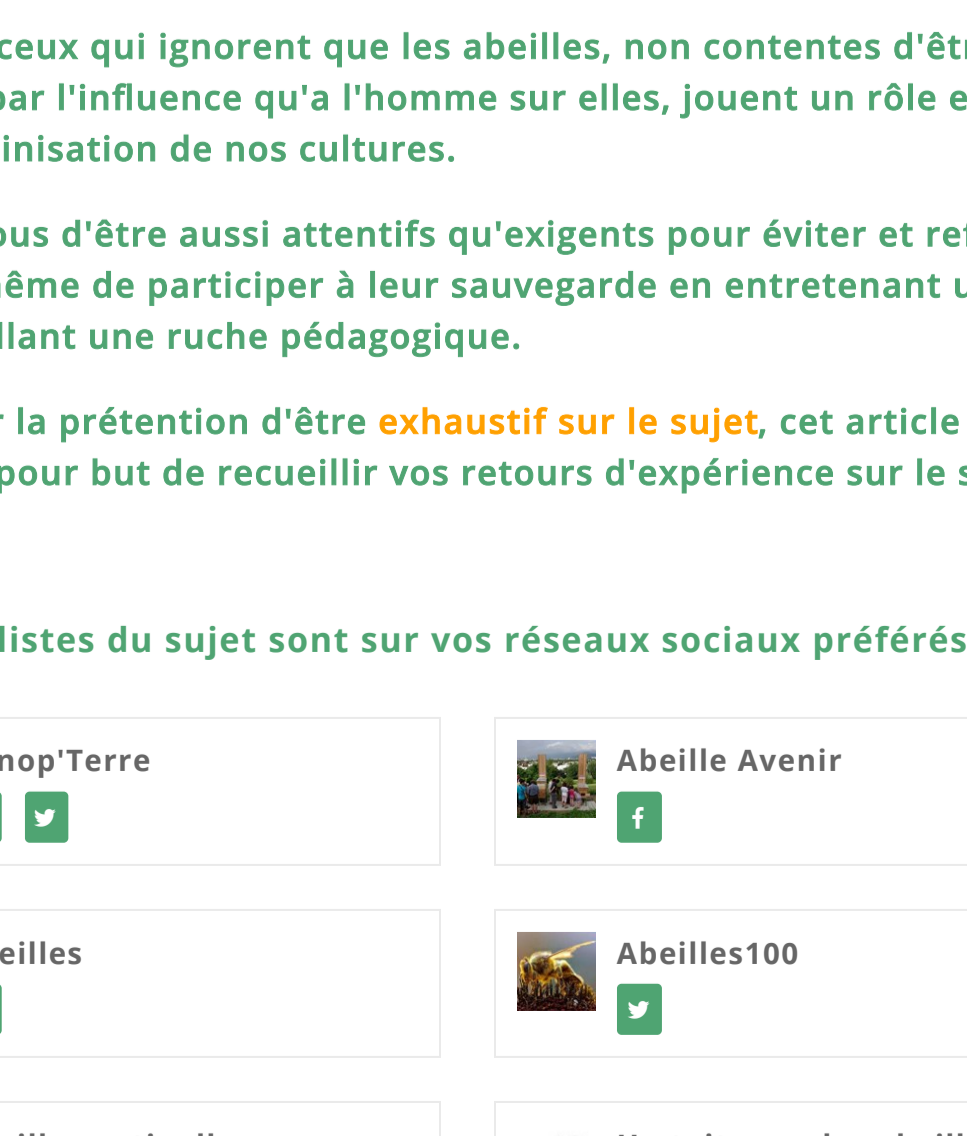 ceux qui ignorent que les abeilles, non contentes d'êt
par l'influence qu'a l'homme sur elles, jouent un rôle e
inisation de nos cultures.
ous d'être aussi attentifs qu'exigents pour éviter et ref
ême de participer à leur sauvegarde en entretenant u
llant une ruche pédagogique.
r la prétention d'être exhaustif sur le sujet, cet article
pour but de recueillir vos retours d'expérience sur le s
listes du sujet sont sur vos réseaux sociaux préférés
nop'Terre
Abeille Avenir
eilles
Abeilles100